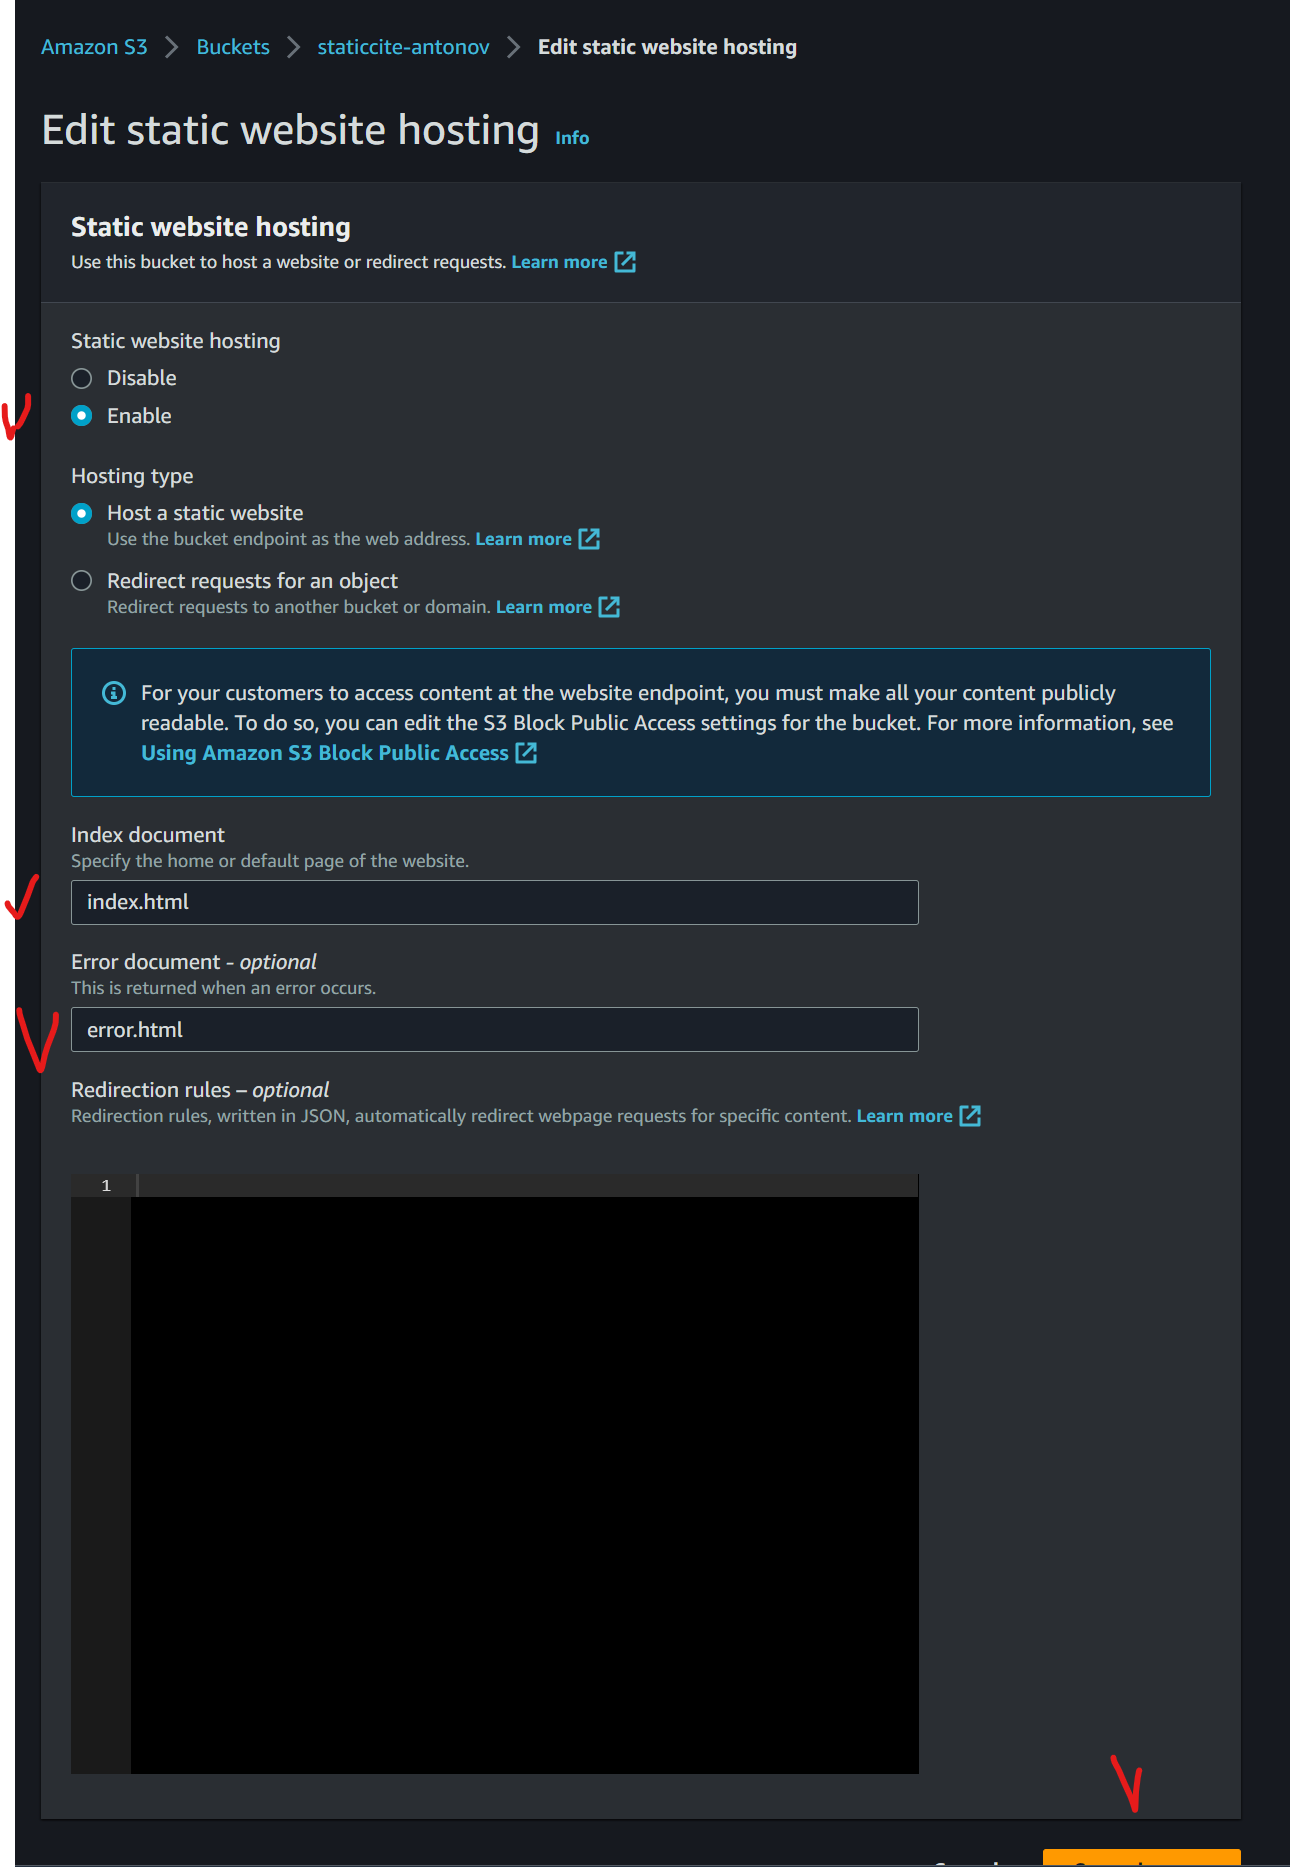 Amazon S3 > Buckets > staticcite-antonov > Edit static website hosting
Edit static website hosting Info
Static website hosting
Use this bucket to host a website or redirect requests. Learn more
Static website hosting
Disable
Enable
Hosting type
Host a static website
Use the bucket endpoint as the web address. Learn more
Redirect requests for an object
Redirect requests to another bucket or domain. Learn more
For your customers to access content at the website endpoint, you must make all your content publicly
readable. To do so, you can edit the S3 Block Public Access settings for the bucket. For more information, see
Using Amazon S3 Block Public Access
Index document
Specify the home or default page of the website.
index.html
Error document - optional
This is returned when an error occurs.
error.html
Redirection rules – optional
Redirection rules, written in JSON, automatically redirect webpage requests for specific content. Learn more
1